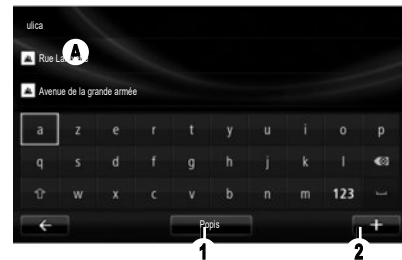 ulica
A
Rue La
Avenue de la grande armée
a z e r t y u i o p
q s d f g h j k l
w x c v b n m 123
Popis
1 2